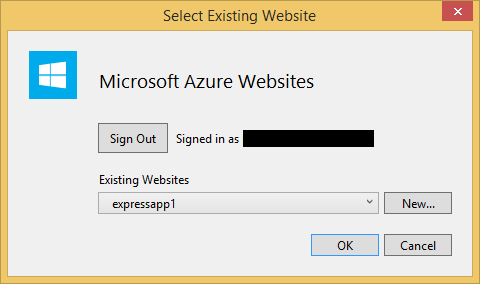 Select Existing Website
Microsoft Azure Websites
Sign Out Signed in as
Existing Websites
expressapp1 New...
OK Cancel